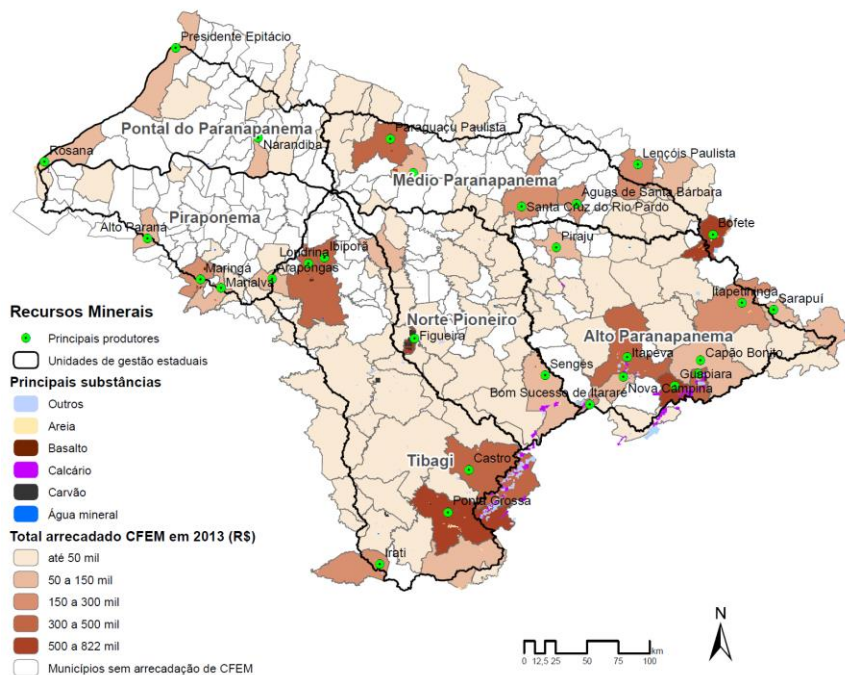 Presidente Epitácio
Pontal do Paranapanema
Paraguaçu Paulista
Narandiba
Rosana
Lençóis Paulista
Médio Paranapanema
Águas de Santa Bárbara
Santa Cruz do Rio Pardo
Piraponema
Bofete
Alto Paraná
Piraju
Ibiporã
Londrina
Maringá
Arapongas
Marialva
Itapetininga
Sarapuí
Norte Pioneiro
Alto Paranapanema
Figueira
Itapeva
Capão Bonito
Sengés
Guapiara
Nova Campina
Bom Sucesso de Itararé
Tibagi
Castro
Ponta Grossa
Irati
Recursos Minerais
Principais produtores
Unidades de gestão estaduais
Principais substâncias
Outros
Areia
Basalto
Calcário
Carvão
Água mineral
Total arrecadado CFEM em 2013 (R$)
até 50 mil
50 a 150 mil
150 a 300 mil
300 a 500 mil
500 a 822 mil
Municípios sem arrecadação de CFEM
N
km
0 12,5 25 50 75 100